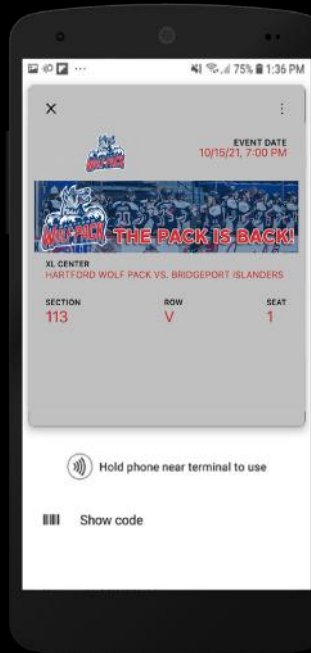 75% 1:36 PM
EVENT DATE
10/15/21, 7:00 PM
WOLF PACK
WOLF PACK THE PACK IS BACK!
XL CENTER
HARTFORD WOLF PACK VS. BRIDGEPORT ISLANDERS
SECTION ROW SEAT
113 V 1
Hold phone near terminal to use
Show code